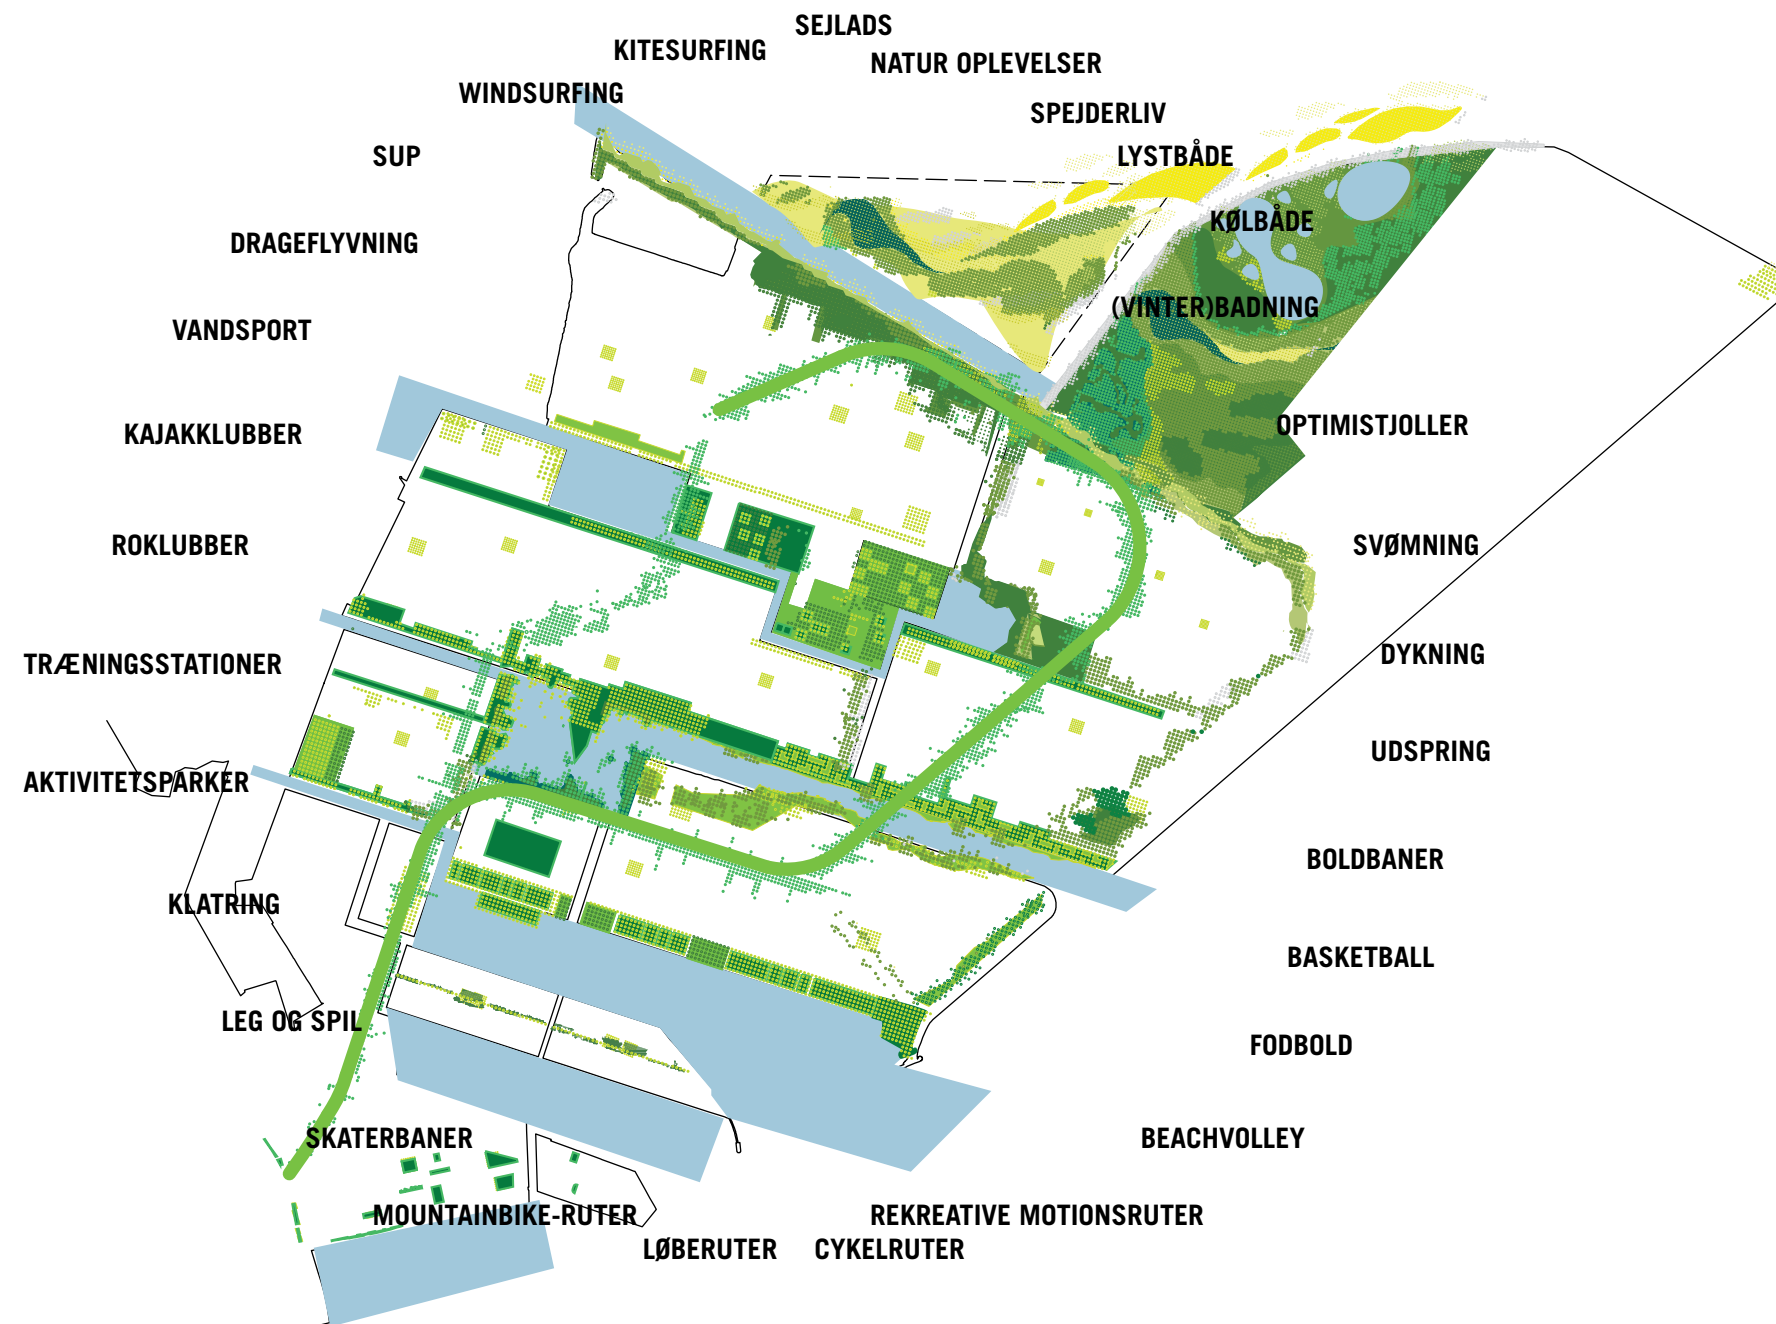 SEJLADS
KITESURFING
NATUR OPLEVELSER
WINDSURFING
SPEJDERLIV
SUP
LYSTBÅDE
KØLBÅDE
DRAGEFLYVNING
(VINTER)BADNING
VANDSPORT
OPTIMISTJOLLER
KAJAKKLUBBER
ROKLUBBER
SVØMNING
TRÆNINGSSTATIONER
DYKNING
UDSPRING
AKTIVITETSPARKER
BOLDBANER
KLATRING
BASKETBALL
LEG OG SPIL
FODBOLD
SKATERBANER
BEACHVOLLEY
MOUNTAINBIKE-RUTER
REKREATIVE MOTIONSRUTER
LØBERUTER
CYKELRUTER